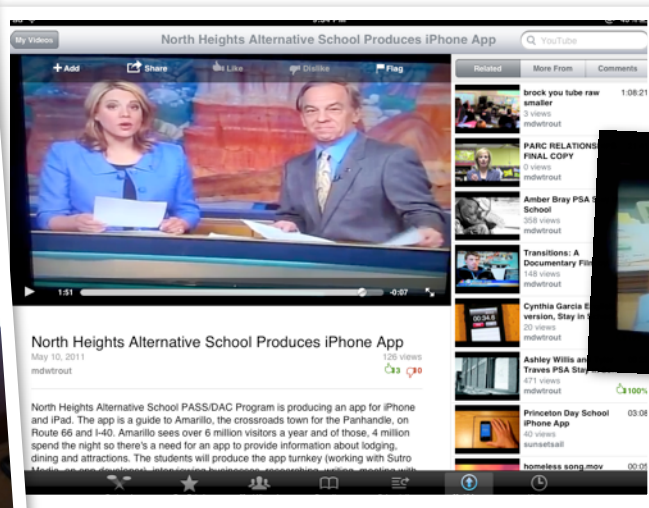 My Videos
North Heights Alternative School Produces iPhone App
YouTube
Add
Share
Like
Dislike
Flag
Related
More From
Comments
1:51
-0:07
brock you tube raw
smaller
1:08:21
3 views
mdwtrout
PARC
FINAL COPY
0 views
mdwtrout
Amber Bray PSA
School
358 views
mdwtrout
Transitions: A
Documentary
148 views
mdwtrout
Cynthia Garcia
version, Stay in
20 views
mdwtrout
Ashley Willis
Traves PSA Stay
471 views
mdwtrout
100%
Princeton Day School
iPhone App
03:08
40 views
sunsetsall
homeless song.mov
00:05
North Heights Alternative School Produces iPhone App
May 10, 2011
126 views
mdwtrout
3
0
North Heights Alternative School PASS/DAC Program is producing an app for iPhone
and iPad. The app is a guide to Amarillo, the crossroads town for the Panhandle, on
Route 66 and I-40. Amarillo sees over 6 million visitors a year and of those, 4 million
spend the night so there's a need for an app to provide information about lodging,
dining and attractions. The students will produce the app turnkey (working with Sutro